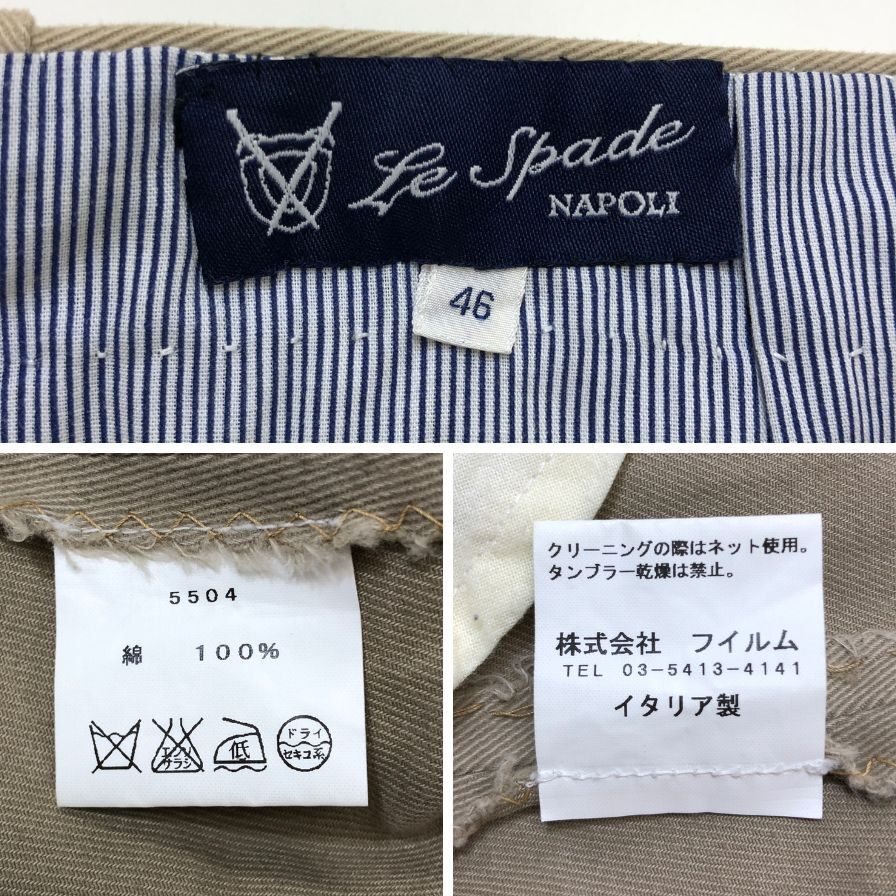 Le Spade
NAPOLI
46
5504
綿 100%
エンソ
サラシ
低
ドライ
セキユ系
クリーニングの際はネット使用。
タンブラー乾燥は禁止。
株式会社 フイルム
TEL 03-5413-4141
イタリア製